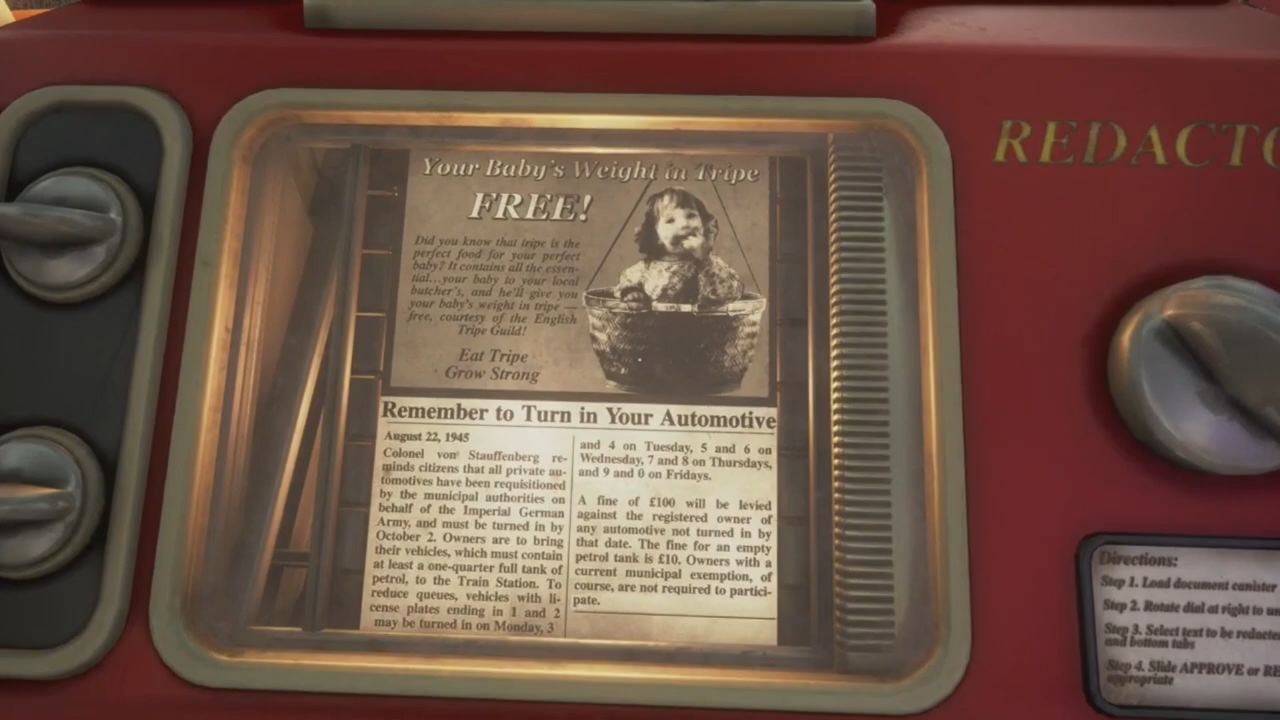 Your Baby's Weight in Tripe
FREE!
Did you know that tripe is the
perfect food for your perfect
baby? It contains all the essen-
tial...your baby to your local
butcher's, and he'll give you
your baby's weight in tripe —
free, courtesy of the English
Tripe Guild!
Eat Tripe
Grow Strong
Remember to Turn in Your Automotive
August 22, 1945
Colonel von Stauffenberg re-
minds citizens that all private au-
tomotives have been requisitioned
by the municipal authorities on
behalf of the Imperial German
Army, and must be turned in by
October 2. Owners are to bring
their vehicles, which must contain
at least a one-quarter full tank of
petrol, to the Train Station. To
reduce queues, vehicles with li-
cense plates ending in 1 and 2
may be turned in on Monday, 3
and 4 on Tuesday, 5 and 6 on
Wednesday, 7 and 8 on Thursdays,
and 9 and 0 on Fridays.
A fine of £100 will be levied
against the registered owner of
any automotive not turned in by
that date. The fine for an empty
petrol tank is £10. Owners with a
current municipal exemption, of
course, are not required to partici-
pate.
REDACTO
Directions:
Step 1. Load document canister
Step 2. Rotate dial at right to
Step 3. Select text to be redacte
and bottom tabs
Step 4. Slide APPROVE or RE
appropriate